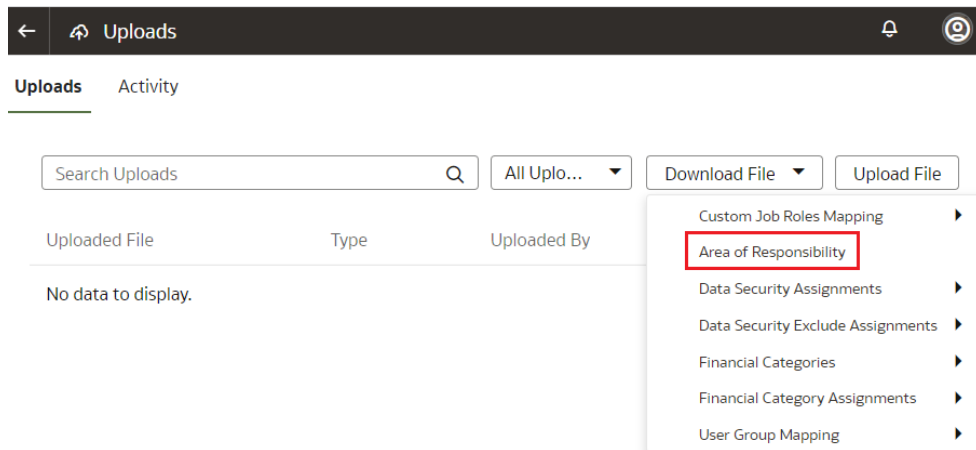 Uploads
Uploads Activity
Search Uploads All Uplo... Download File Upload File
Custom Job Roles Mapping
Uploaded File Type Uploaded By
Area of Responsibility
No data to display.
Data Security Assignments
Data Security Exclude Assignments
Financial Categories
Financial Category Assignments
User Group Mapping